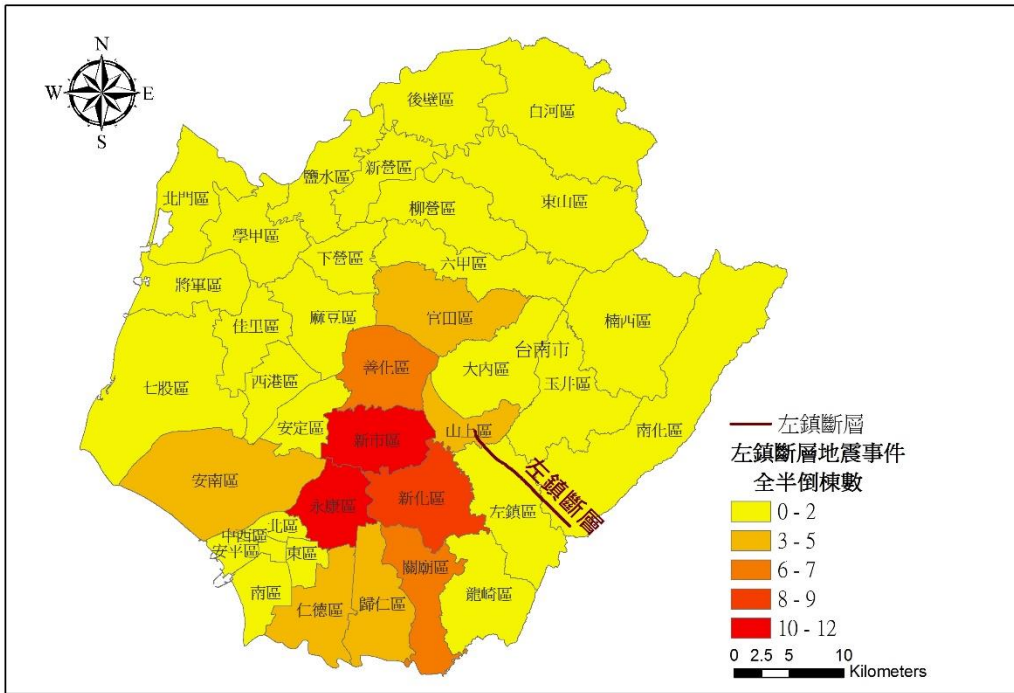 N
W
E
S
後壁區
白河區
新營區
鹽水區
北門區
柳營區
東山區
學甲區
下營區
六甲區
將軍區
官田區
麻豆區
佳里區
楠西區
台南市
善化區
大內區
玉井區
七股區
西港區
安定區
新市區
山上區
南化區
左鎮斷層
安南區
永康區
新化區
左鎮區
北區
中西區
安平區
東區
南區
仁德區
歸仁區
關廟區
龍崎區
左鎮斷層
左鎮斷層地震事件
全半倒棟數
0 - 2
3 - 5
6 - 7
8 - 9
10 - 12
0 2.5 5 10
Kilometers